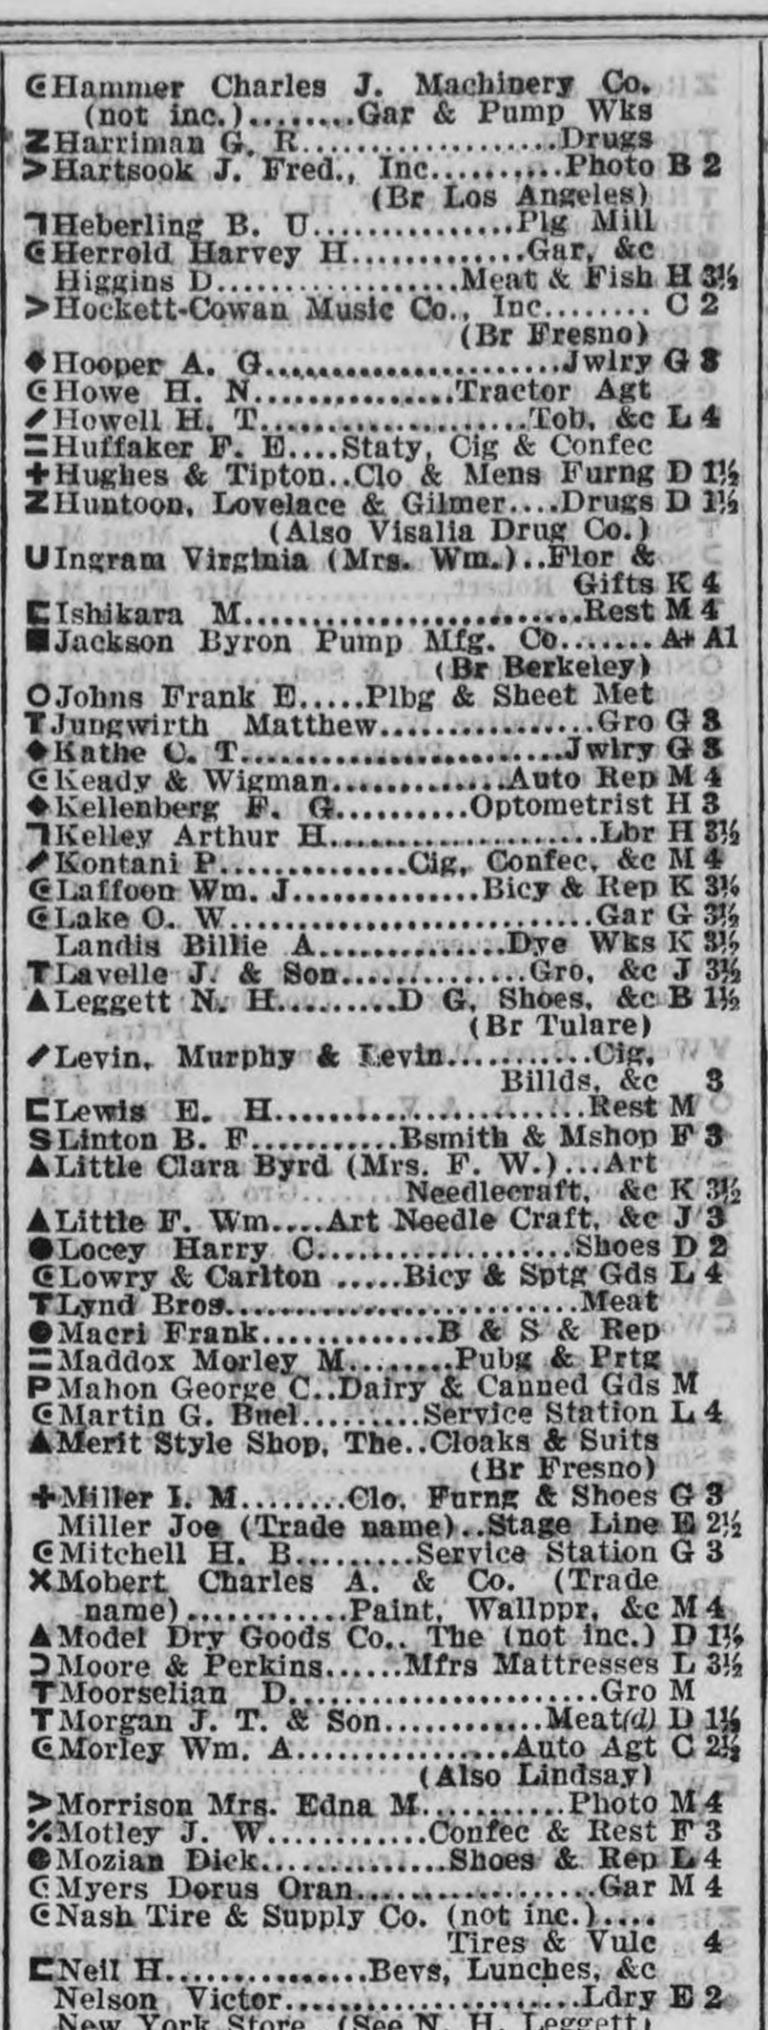 Hammer Charles J. Machinery Co.
(not inc.)........Gar & Pump Wks
Harriman G. R..................Drugs
Hartsook J. Fred., Inc..........Photo B 2
(Br Los Angeles)
Heberling B. U..............Plg Mill
Herrold Harvey H.............Gar, &c
Higgins D..................Meat & Fish H 3½
Hockett-Cowan Music Co., Inc........ C 2
(Br Fresno)
Hooper A. G......................Jwlry G 3
Howe H. N...............Tractor Agt
Howell H. T....................Tob, &c L 4
Huffaker F. E....Staty, Cig & Confec
Hughes & Tipton..Clo & Mens Furng D 1½
Huntoon, Lovelace & Gilmer....Drugs D 1½
(Also Visalia Drug Co.)
Ingram Virginia (Mrs. Wm.)..Flor &
Gifts K 4
Ishikara M.........................Rest M 4
Jackson Byron Pump Mfg. Co.......A+ A1
(Br Berkeley)
Johns Frank E.....Plbg & Sheet Met
Jungwirth Matthew................Gro G 3
Kathe C. T........................Jwlry G 3
Keady & Wigman.............Auto Rep M 4
Kellenberg F. G..........Optometrist H 3
Kelley Arthur H....................Lbr H 3½
Kontani P..............Cig, Confec, &c M 4
Laffoon Wm. J..............Bicy & Rep K 3½
Lake O. W..........................Gar G 3½
Landis Billie A..............Dye Wks K 3½
Lavelle J. & Son..............Gro, &c J 3½
Leggett N. H.........D G, Shoes, &c B 1½
(Br Tulare)
Levin, Murphy & Levin...........Cig,
Billds, &c 3
Lewis E. H........................Rest M
Linton B. F...........Bsmith & Mshop F 3
Little Clara Byrd (Mrs. F. W.)...Art
Needlecraft, &c K 3½
Little F. Wm....Art Needle Craft, &c J 3
Locey Harry C...................Shoes D 2
Lowry & Carlton .....Bicy & Sptg Gds L 4
Lynd Bros..........................Meat
Macri Frank.............B & S & Rep
Maddox Morley M.........Pubg & Prtg
Mahon George C..Dairy & Canned Gds M
Martin G. Buel.........Service Station L 4
Merit Style Shop, The..Cloaks & Suits
(Br Fresno)
Miller I. M........Clo, Furng & Shoes G 3
Miller Joe (Trade name)..Stage Line E 2½
Mitchell H. B.........Service Station G 3
Mobert Charles A. & Co. (Trade
name)............Paint, Wallppr, &c M 4
Model Dry Goods Co., The (not inc.) D 1½
Moore & Perkins......Mfrs Mattresses L 3½
Moorselian D.......................Gro M
Morgan J. T. & Son............Meat(d) D 1½
Morley Wm. A................Auto Agt C 2½
(Also Lindsay)
Morrison Mrs. Edna M...........Photo M 4
Motley J. W............Confec & Rest F 3
Mozian Dick..............Shoes & Rep L 4
Myers Dorus Oran..................Gar M 4
Nash Tire & Supply Co. (not inc.)....
Tires & Vulc 4
Neil H...............Bevs, Lunches, &c
Nelson Victor......................Ldry E 2
New York Store (See N. H. Leggett)